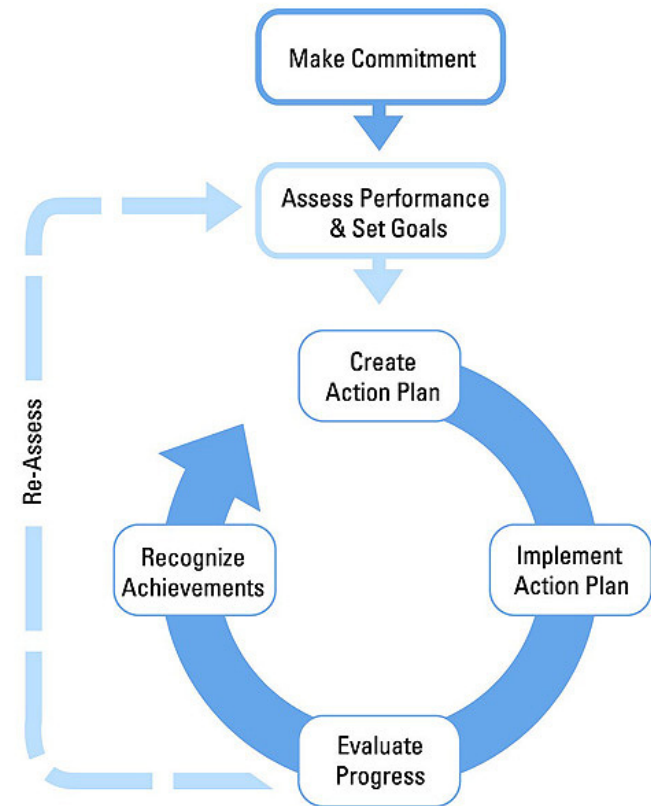 Make Commitment
Assess Performance
& Set Goals
Create
Action Plan
Re-Assess
Recognize
Achievements
Implement
Action Plan
Evaluate
Progress